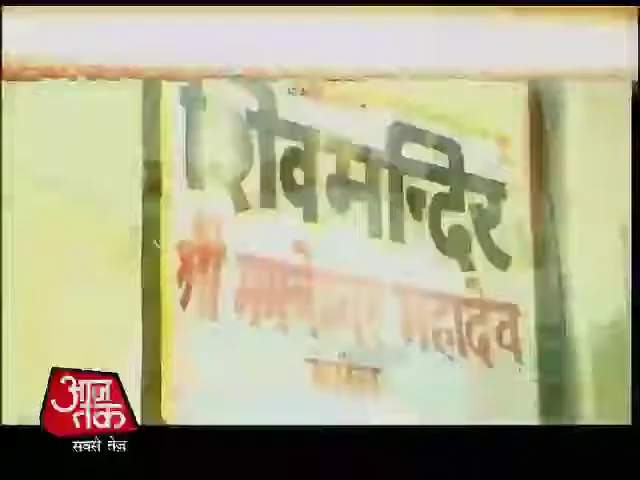 शिवमन्दिर
श्री महादेव
आज
तक
सबसे तेज